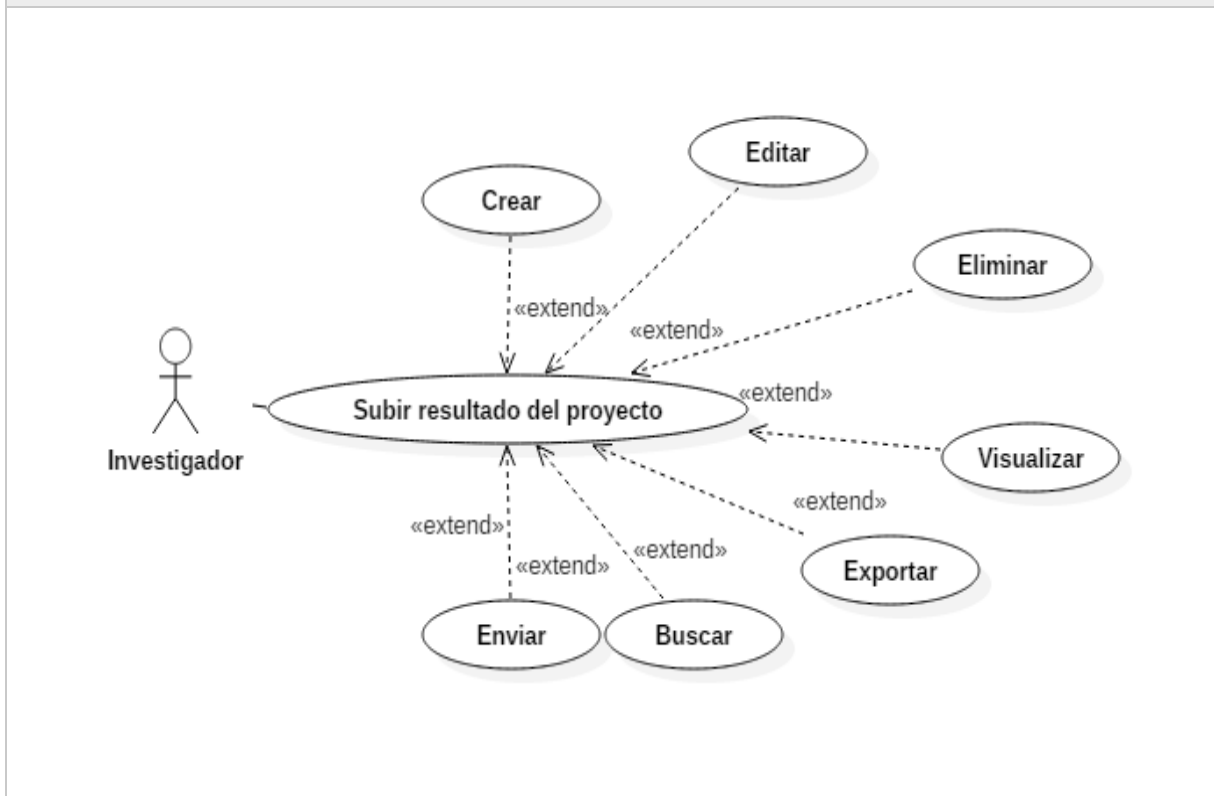 Editar
Crear
Eliminar
«extend»
«extend»
«extend»
Subir resultado del proyecto
Investigador
Visualizar
«extend»
«extend»
«extend»
«extend»
Exportar
Enviar
Buscar